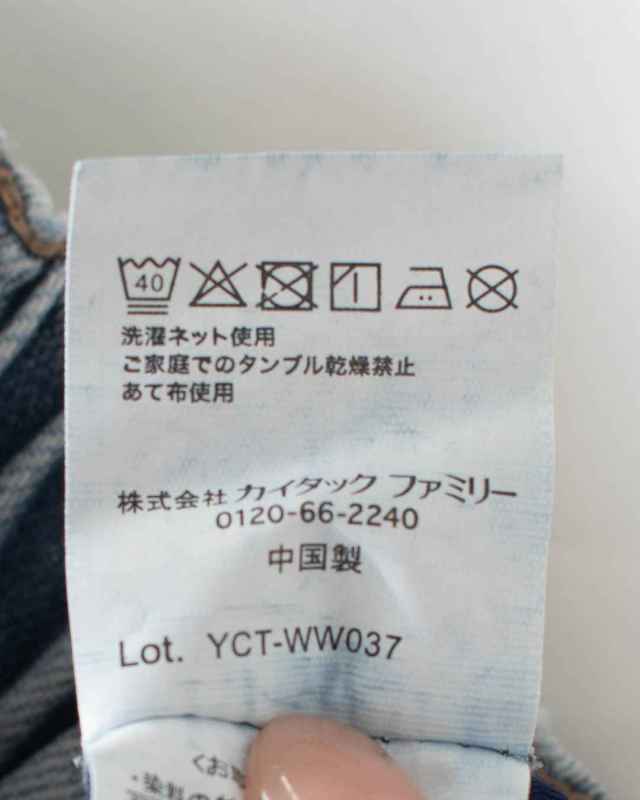 40
洗濯ネット使用
ご家庭でのタンブル乾燥禁止
あて布使用
株式会社 カイタック ファミリー
0120-66-2240
中国製
Lot. YCT-WW037